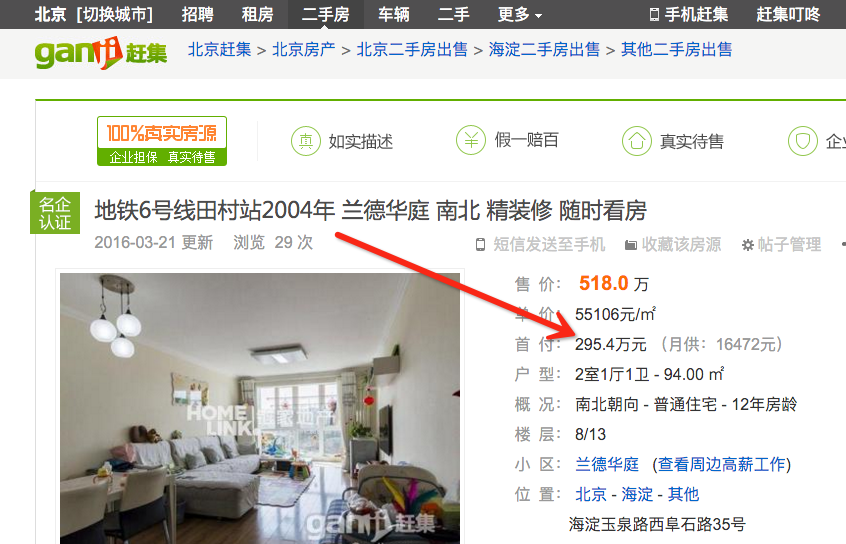 北京 [切换城市] 招聘 租房 二手房 车辆 二手 更多 手机赶集 赶集叮咚
ganji 赶集 北京赶集 > 北京房产 > 北京二手房出售 > 海淀二手房出售 > 其他二手房出售
100%真实房源
企业担保 真实待售
真 如实描述 假一赔百 真实待售 企业
名企
认证
地铁6号线田村站2004年 兰德华庭 南北 精装修 随时看房
2016-03-21 更新 浏览 29 次 短信发送至手机 收藏该房源 帖子管理
售 价: 518.0 万
单 价: 55106元/㎡
首 付: 295.4万元 (月供: 16472元)
户 型: 2室1厅1卫 - 94.00 ㎡
概 况: 南北朝向 - 普通住宅 - 12年房龄
楼 层: 8/13
小 区: 兰德华庭 (查看周边高薪工作)
位 置: 北京 - 海淀 - 其他
海淀玉泉路西阜石路35号
HOME LINK 链家地产
ganji 赶集